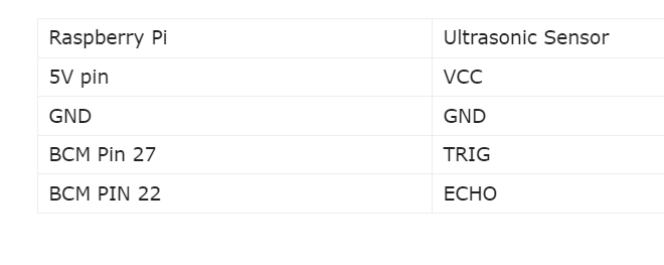 Raspberry Pi Ultrasonic Sensor
5V pin VCC
GND GND
BCM Pin 27 TRIG
BCM PIN 22 ECHO